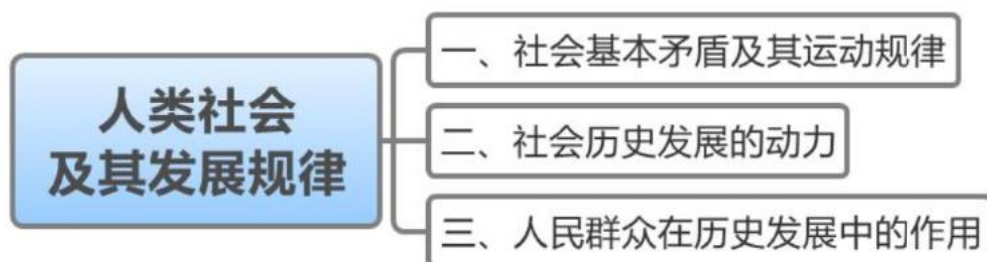 人类社会
及其发展规律
一、社会基本矛盾及其运动规律
二、社会历史发展的动力
三、人民群众在历史发展中的作用